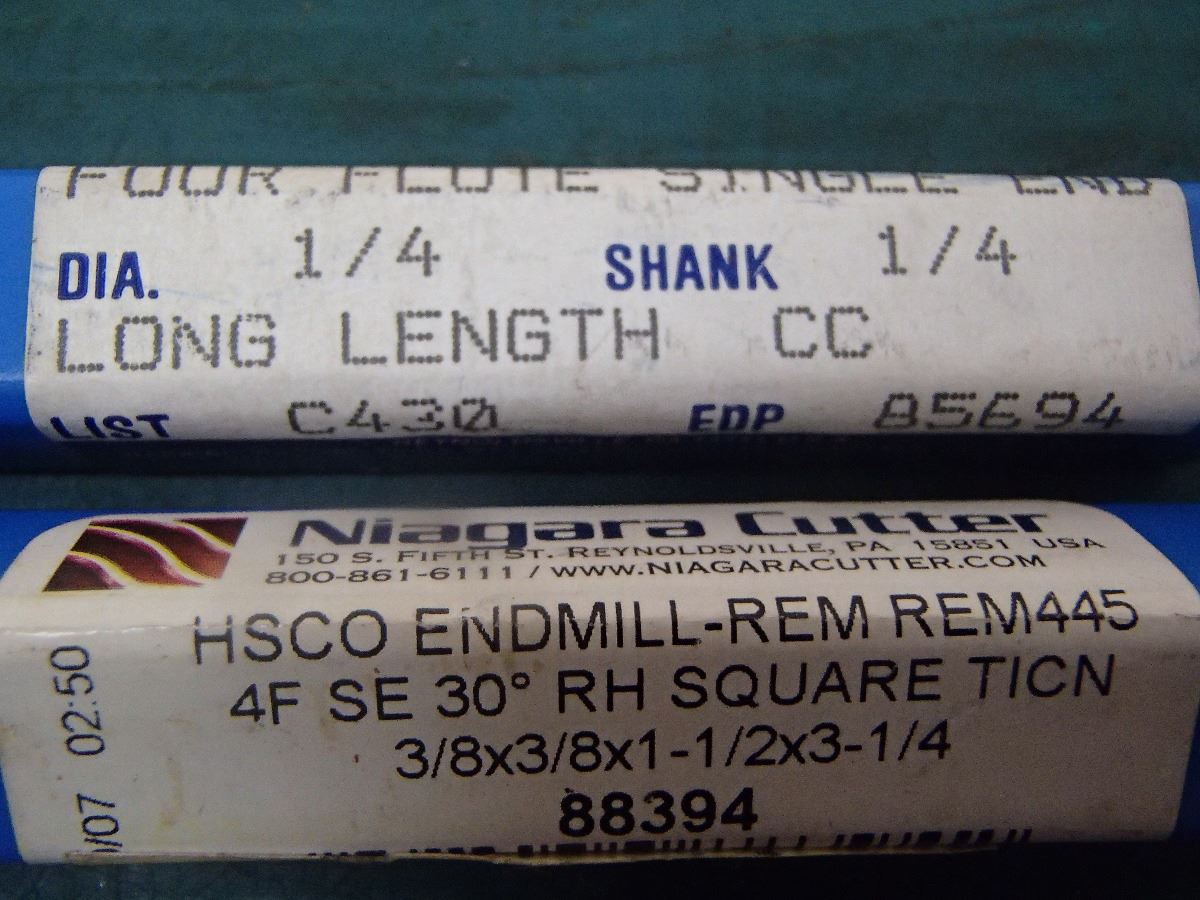 FOUR FLUTE SINGLE END
DIA. 1/4 SHANK 1/4
LONG LENGTH CC
LIST C430 EDP 85694
Niagara Cutter
150 S. FIFTH ST. REYNOLDSVILLE, PA 15851 USA
800-861-6111 / WWW.NIAGARACUTTER.COM
HSCO ENDMILL-REM REM445
4F SE 30° RH SQUARE TICN
3/8x3/8x1-1/2x3-1/4
88394
/07 02:50